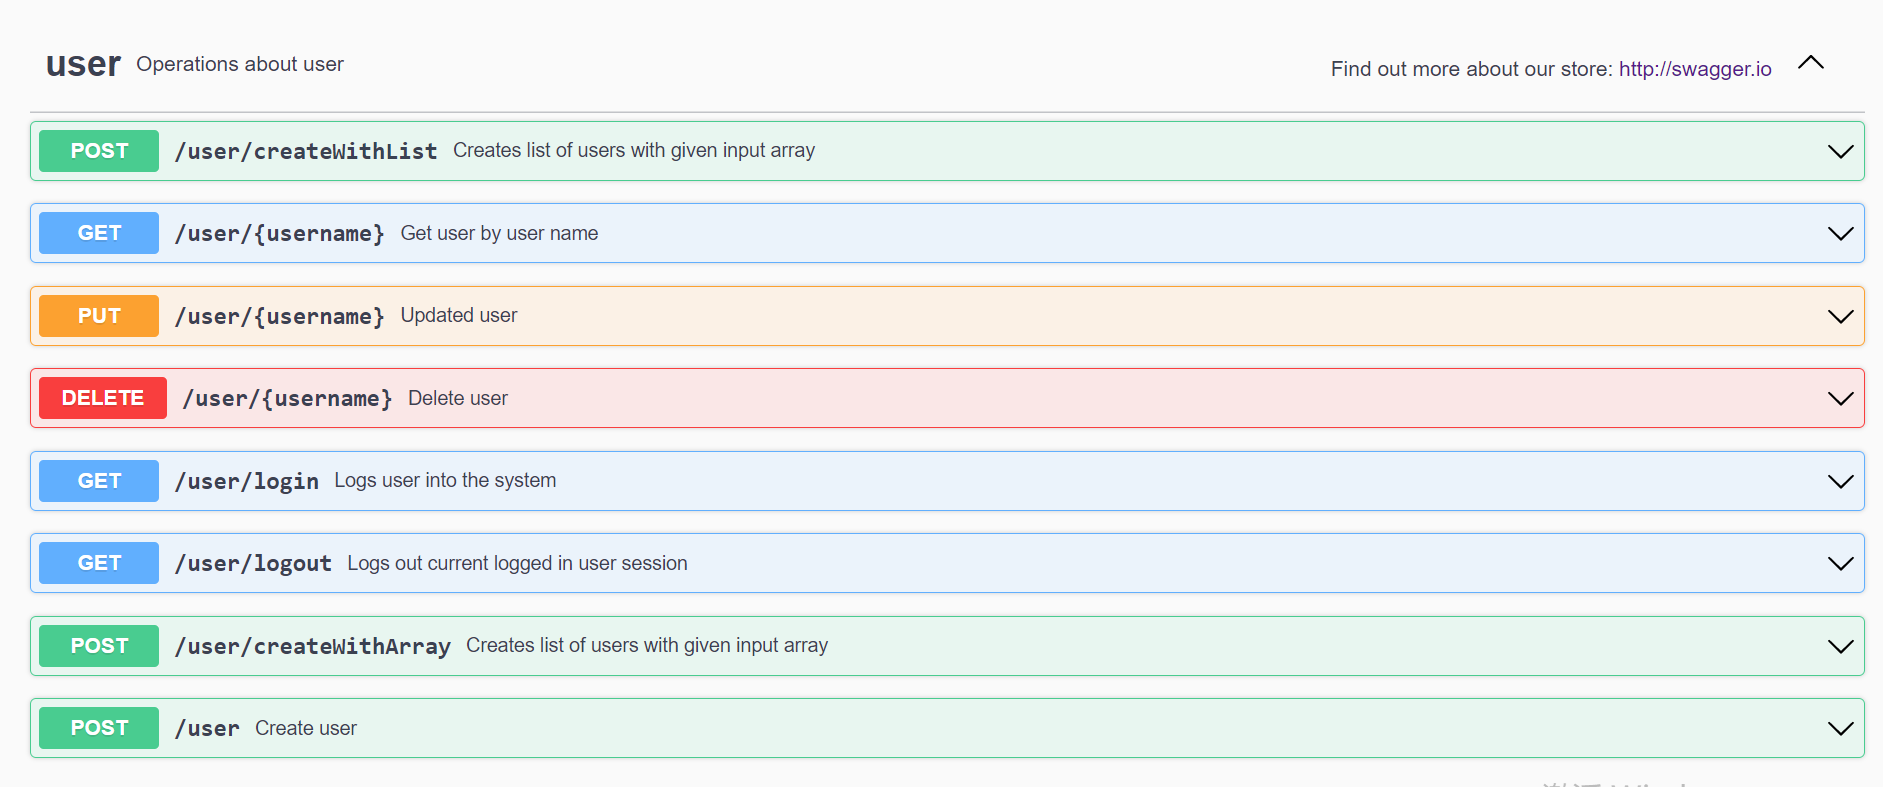 user Operations about user Find out more about our store: http://swagger.io
POST /user/createWithList Creates list of users with given input array
GET /user/{username} Get user by user name
PUT /user/{username} Updated user
DELETE /user/{username} Delete user
GET /user/login Logs user into the system
GET /user/logout Logs out current logged in user session
POST /user/createWithArray Creates list of users with given input array
POST /user Create user